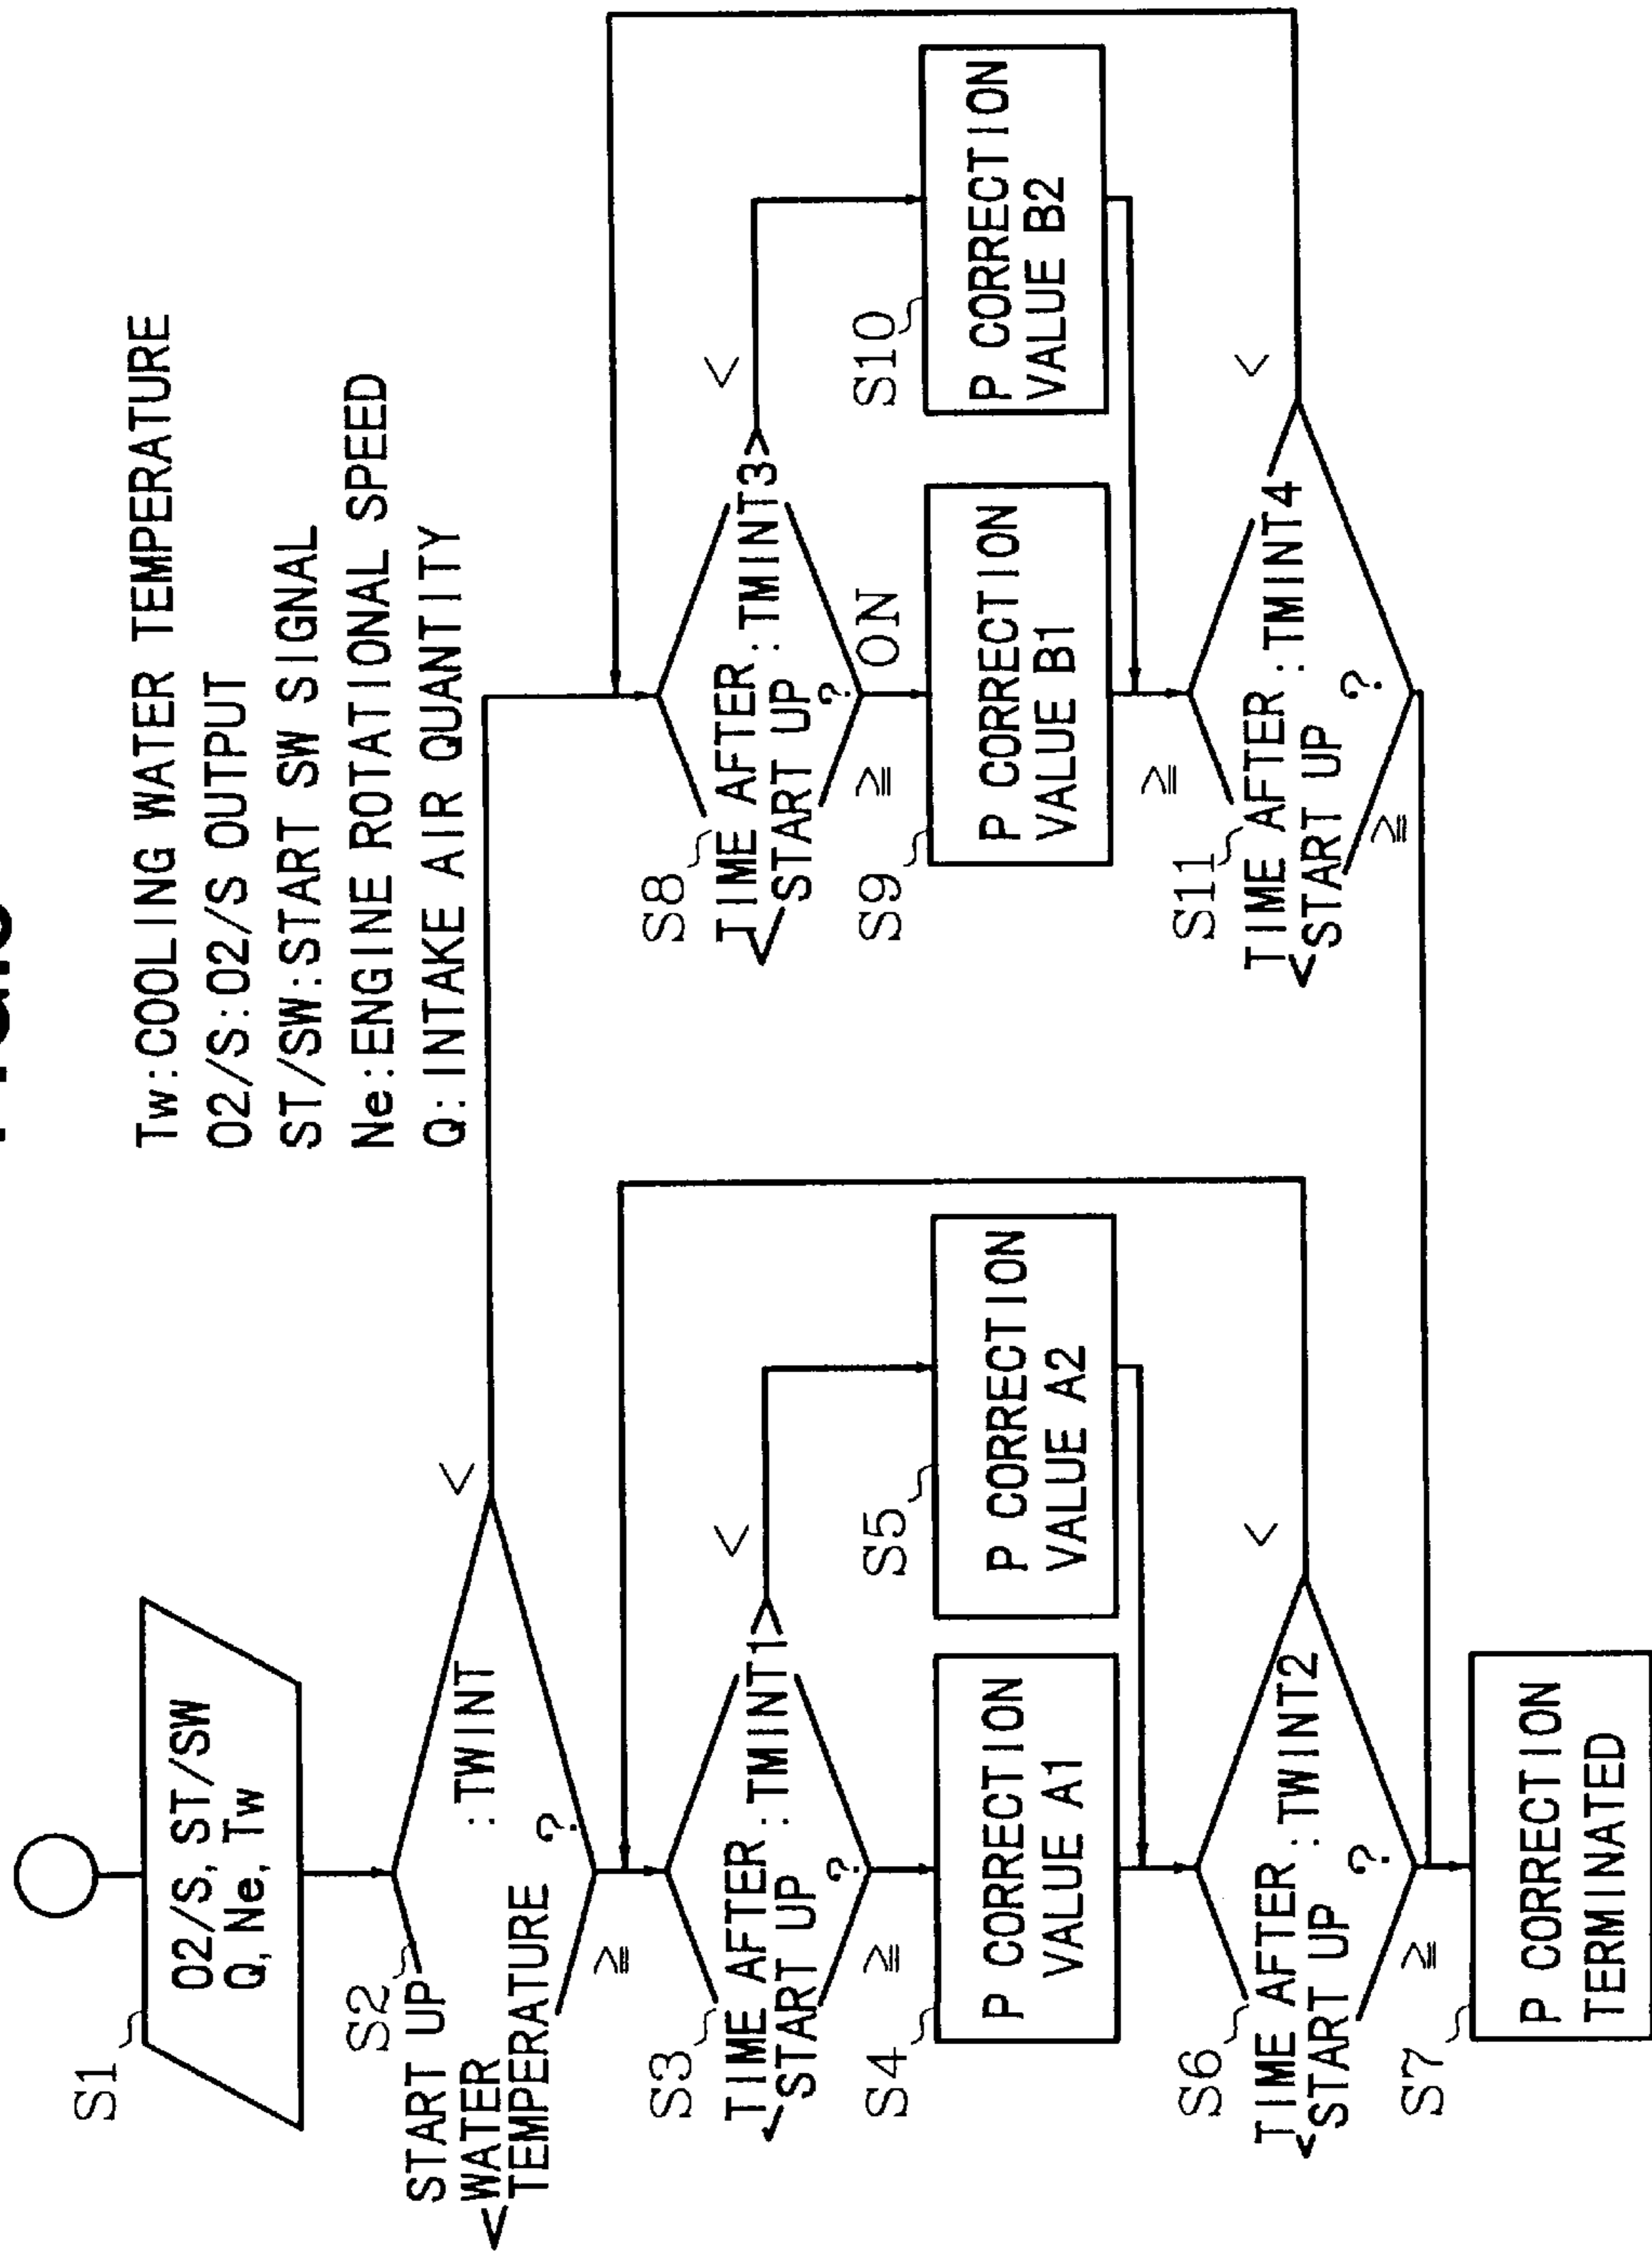 Tw:COOLING WATER TEMPERATURE
O2/S:O2/S OUTPUT
ST/SW:START SW SIGNAL
Ne:ENGINE ROTATIONAL SPEED
Q:INTAKE AIR QUANTITY
S1
O2/S, ST/SW
Q, Ne, Tw
S2
START UP
WATER
TEMPERATURE
:TWINT
?
<
≧
S3
TIME AFTER
START UP
:TMINT1
?
<
≧
S4
P CORRECTION
VALUE A1
S5
P CORRECTION
VALUE A2
S6
TIME AFTER
START UP
:TWINT2
?
<
≧
S7
P CORRECTION
TERMINATED
S8
TIME AFTER
START UP
:TMINT3
?
<
≧
ON
S9
P CORRECTION
VALUE B1
S10
P CORRECTION
VALUE B2
≧
S11
TIME AFTER
START UP
:TMINT4
?
<
≧